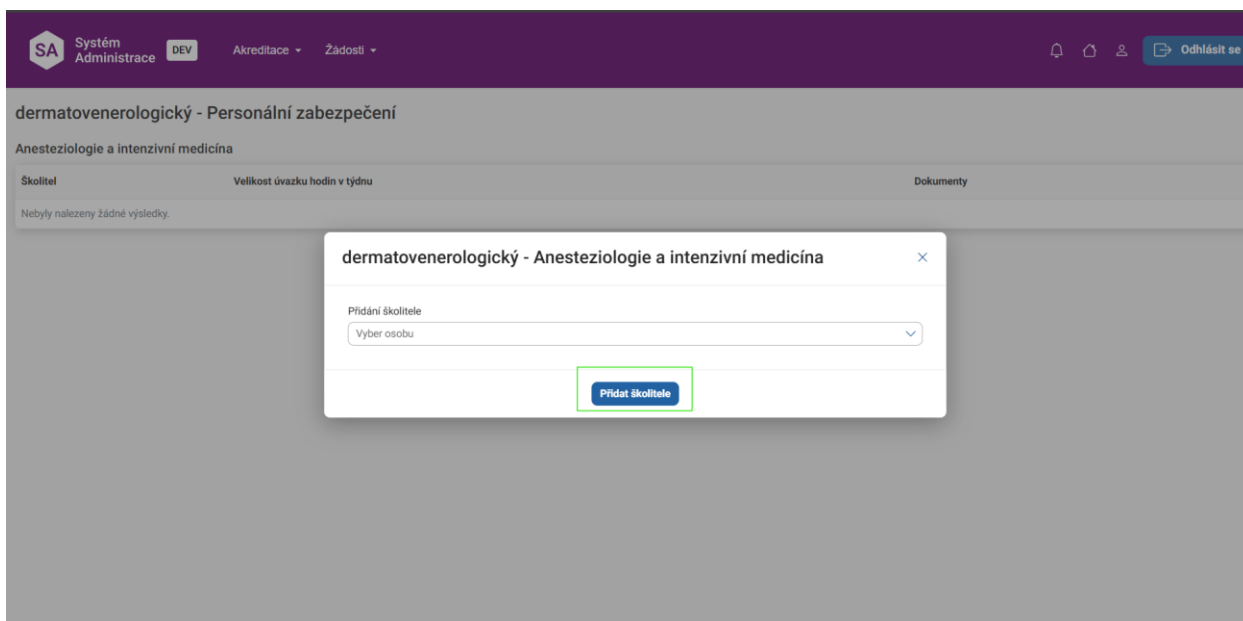 SA
Systém
Administrace
DEV
Akreditace
Žádosti
Odhlásit se
dermatovenerologický - Personální zabezpečení
Anesteziologie a intenzivní medicína
Školitel Velikost úvazku hodin v týdnu Dokumenty
Nebyly nalezeny žádné výsledky.
dermatovenerologický - Anesteziologie a intenzivní medicína
Přidání školitele
Vyber osobu
Přidat školitele